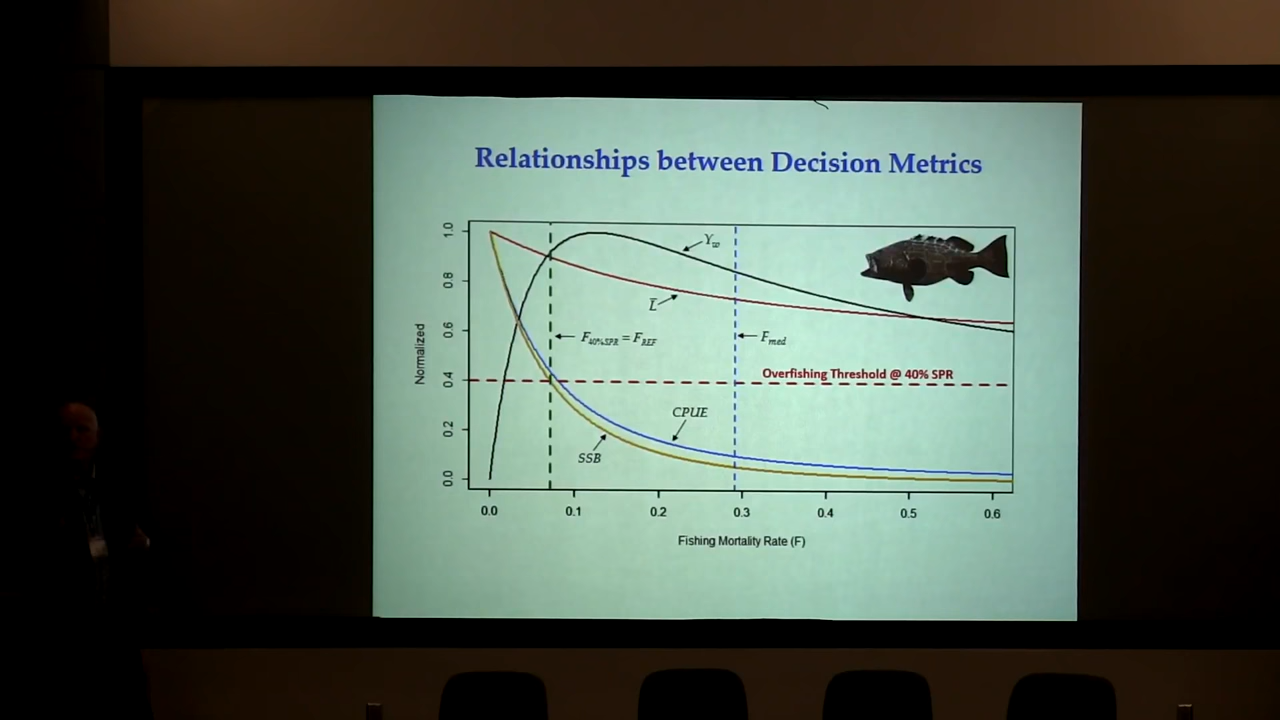 Relationships between Decision Metrics
Normalized
1.0
0.8
0.6
0.4
0.2
0.0
Y∞
L̄
F40%SPR = FREF
Fmed
Overfishing Threshold @ 40% SPR
CPUE
SSB
0.0 0.1 0.2 0.3 0.4 0.5 0.6
Fishing Mortality Rate (F)